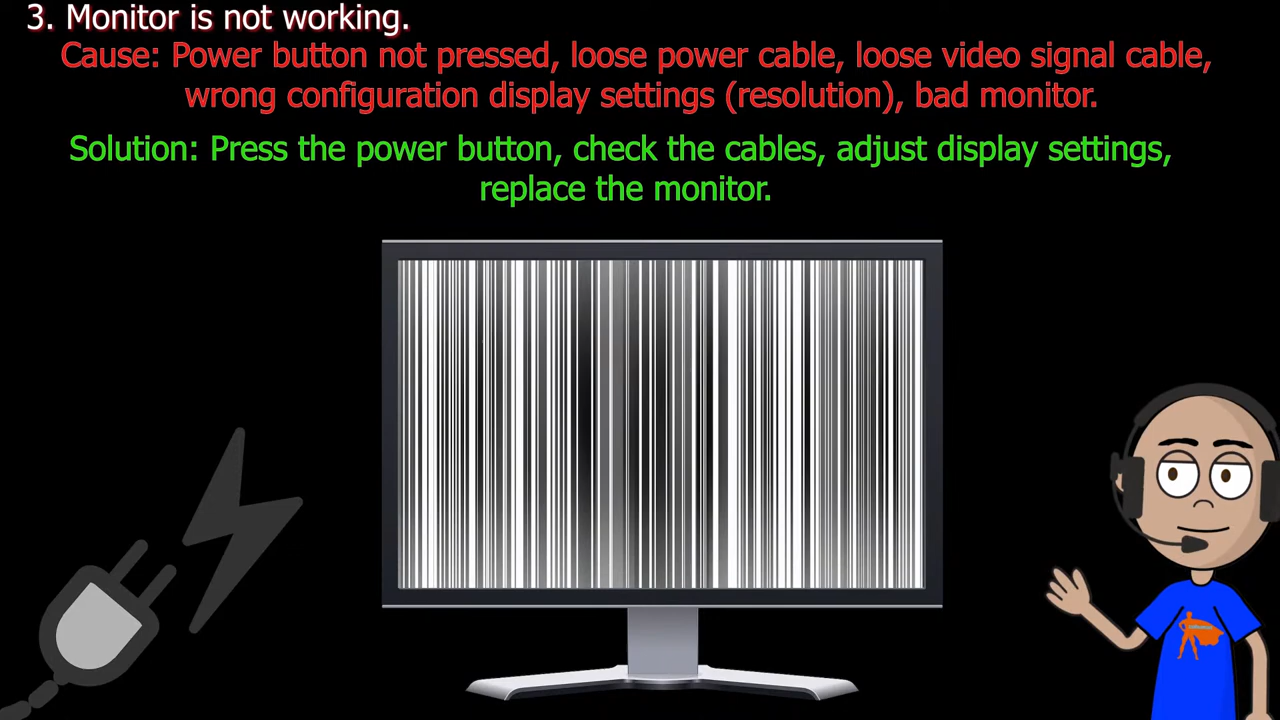 3. Monitor is not working.
Cause: Power button not pressed, loose power cable, loose video signal cable,
wrong configuration display settings (resolution), bad monitor.
Solution: Press the power button, check the cables, adjust display settings,
replace the monitor.